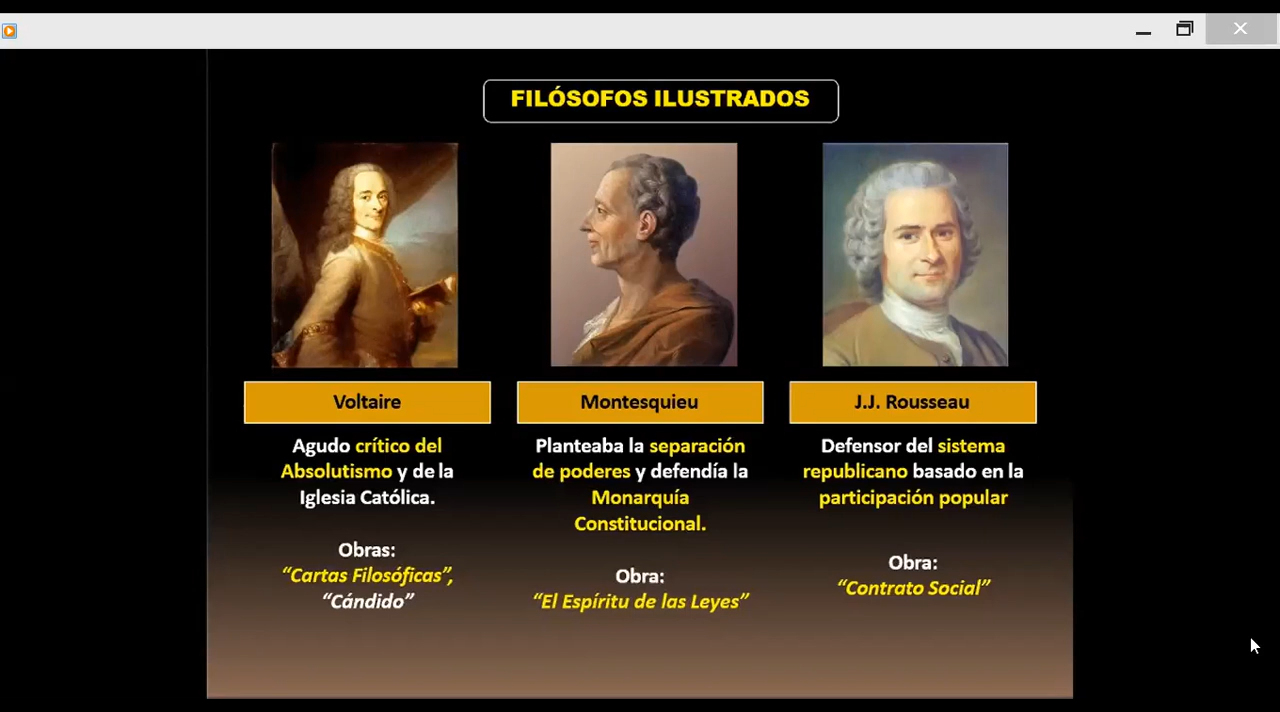 FILÓSOFOS ILUSTRADOS
Voltaire
Agudo crítico del
Absolutismo y de la
Iglesia Católica.
Obras:
“Cartas Filosóficas”,
“Cándido”
Montesquieu
Planteaba la separación
de poderes y defendía la
Monarquía
Constitucional.
Obra:
“El Espíritu de las Leyes”
J.J. Rousseau
Defensor del sistema
republicano basado en la
participación popular
Obra:
“Contrato Social”